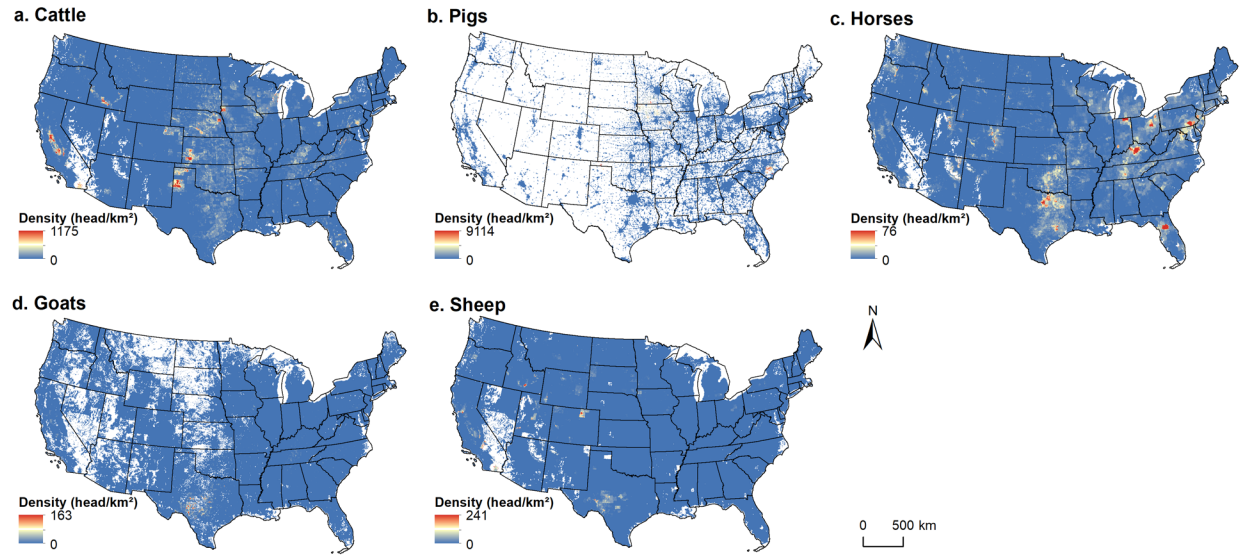 a. Cattle
Density (head/km²)
1175
0
b. Pigs
Density (head/km²)
9114
0
c. Horses
Density (head/km²)
76
0
d. Goats
Density (head/km²)
163
0
e. Sheep
Density (head/km²)
241
0
N
0 500 km